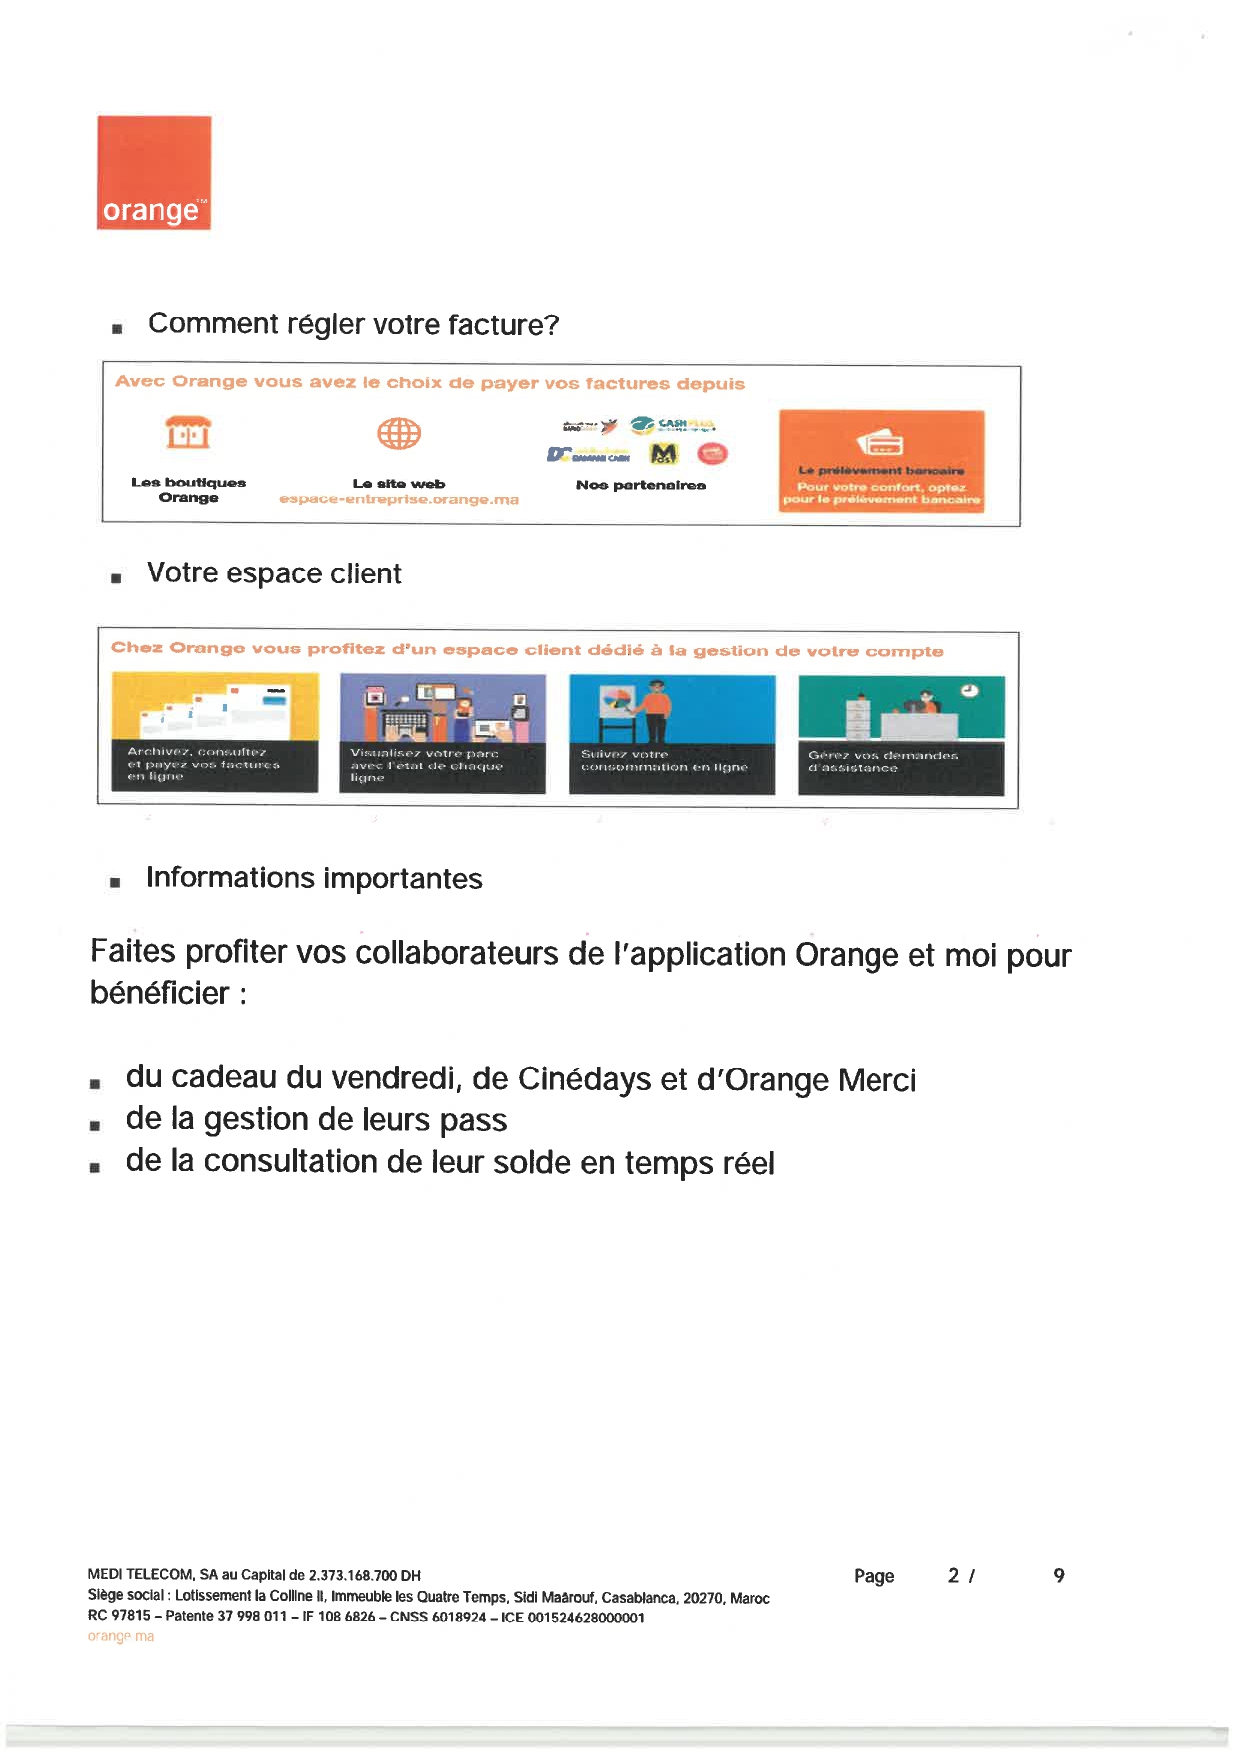 orange™
Comment régler votre facture?
Avec Orange vous avez le choix de payer vos factures depuis
CASH PLUS
DC DAMANE CASH
POST
Les boutiques
Orange
Le site web
espace-entreprise.orange.ma
Nos partenaires
Le prélèvement bancaire
Pour votre confort, optez
pour le prélèvement bancaire
Votre espace client
Chez Orange vous profitez d'un espace client dédié à la gestion de votre compte
Archivez, consultez
et payez vos factures
en ligne
Visualisez votre parc
avec l'état de chaque
ligne
Suivez votre
consommation en ligne
Gérez vos demandes
d'assistance
Informations importantes
Faites profiter vos collaborateurs de l'application Orange et moi pour
bénéficier :
du cadeau du vendredi, de Cinédays et d'Orange Merci
de la gestion de leurs pass
de la consultation de leur solde en temps réel
MEDI TELECOM, SA au Capital de 2.373.168.700 DH
Siège social : Lotissement la Colline II, Immeuble les Quatre Temps, Sidi Maârouf, Casablanca, 20270, Maroc
RC 97815 – Patente 37 998 011 – IF 108 6826 – CNSS 6018924 – ICE 001524628000001
orange ma
Page 2 / 9